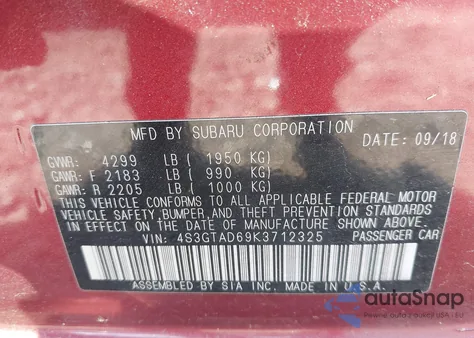 MFD BY SUBARU CORPORATION
DATE: 09/18
GVWR: 4299 LB ( 1950 KG)
GAWR: F 2183 LB ( 990 KG)
GAWR: R 2205 LB ( 1000 KG)
THIS VEHICLE CONFORMS TO ALL APPLICABLE FEDERAL MOTOR
VEHICLE SAFETY, BUMPER, AND THEFT PREVENTION STANDARDS
IN EFFECT ON THE DATE OF MANUFACTURE SHOWN ABOVE.
VIN: 4S3GTAD69K3712325 PASSENGER CAR
ASSEMBLED BY SIA INC. MADE IN U.S.A.
autoSnap